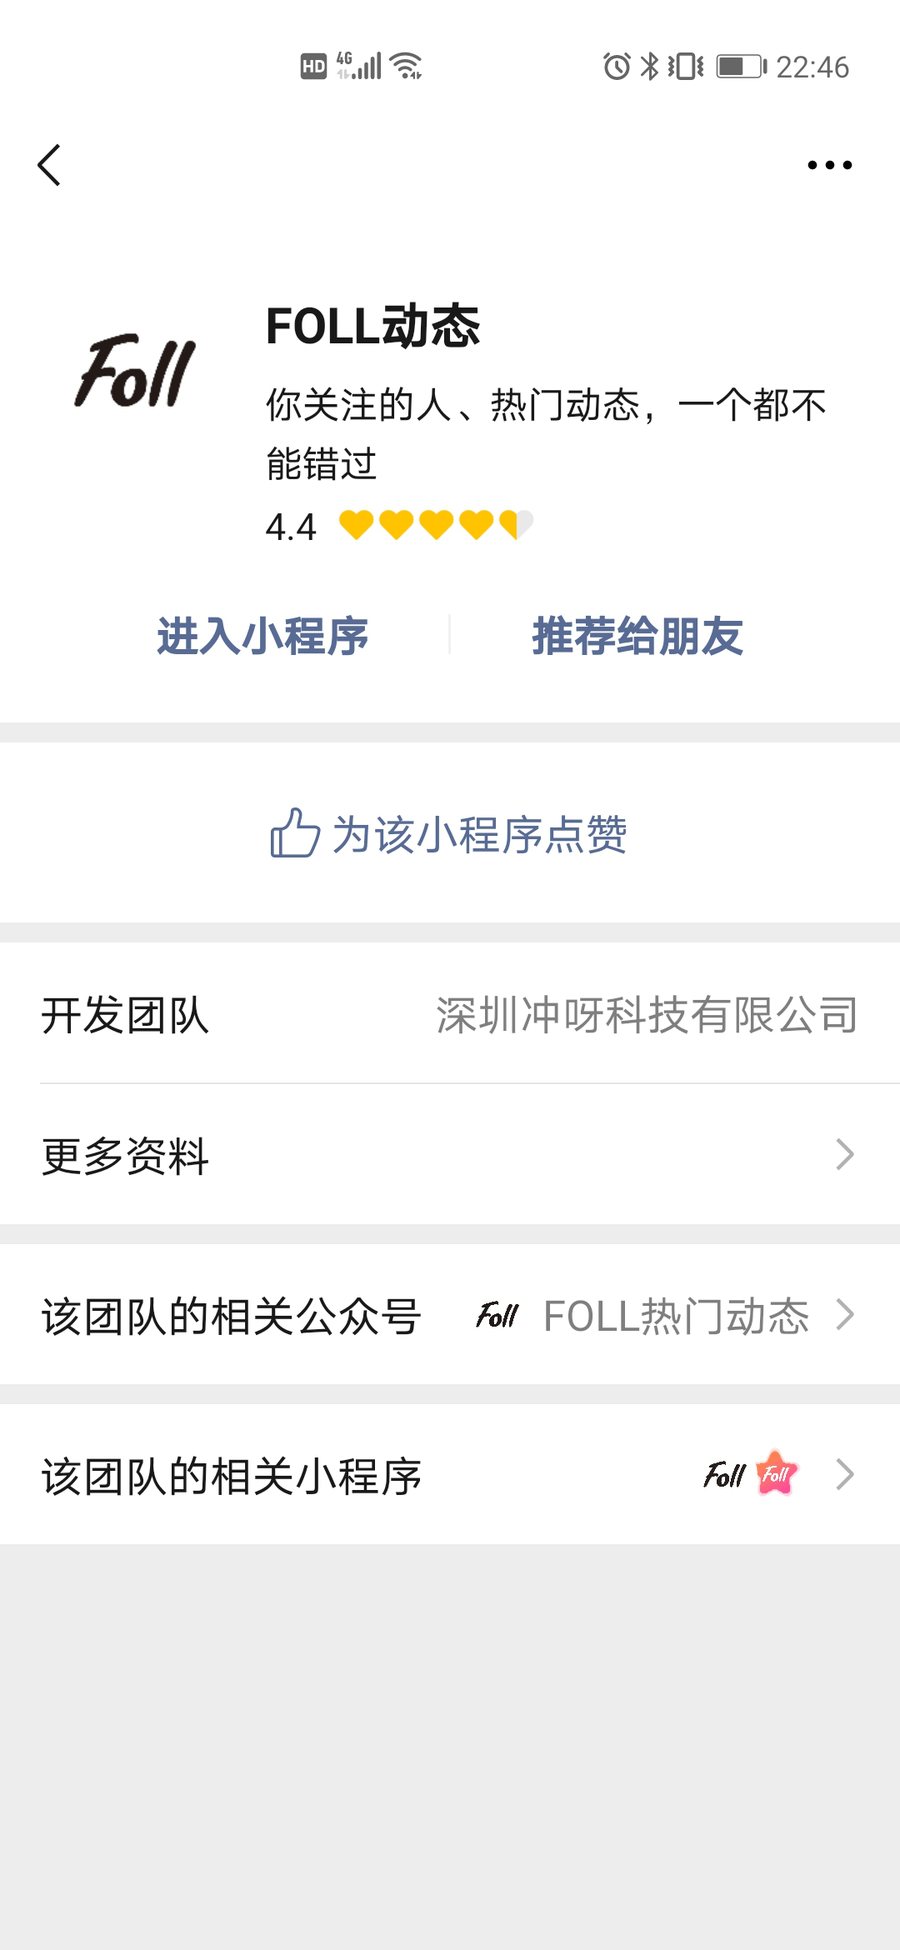 HD 4G 22:46
Foll
FOLL动态
你关注的人、热门动态，一个都不
能错过
4.4
进入小程序 推荐给朋友
为该小程序点赞
开发团队 深圳冲呀科技有限公司
更多资料
该团队的相关公众号 Foll FOLL热门动态
该团队的相关小程序 Foll Foll